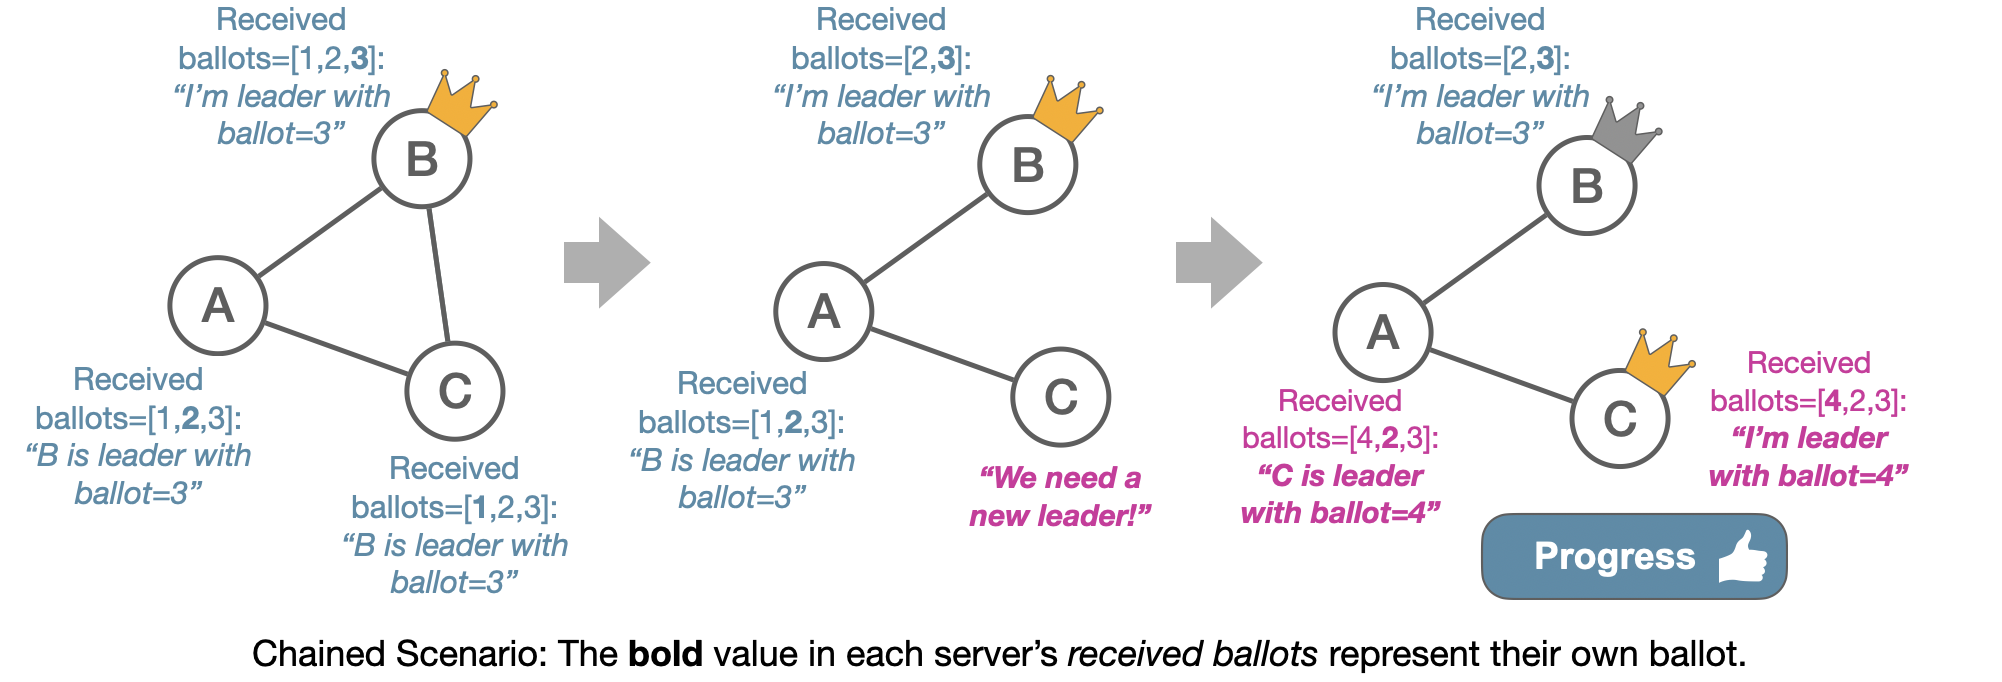 Received
ballots=[1,2,3]:
“I’m leader with
ballot=3”
B
A
C
Received
ballots=[1,2,3]:
“B is leader with
ballot=3”
Received
ballots=[1,2,3]:
“B is leader with
ballot=3”
Received
ballots=[2,3]:
“I’m leader with
ballot=3”
B
A
C
Received
ballots=[1,2,3]:
“B is leader with
ballot=3”
“We need a
new leader!”
Received
ballots=[2,3]:
“I’m leader with
ballot=3”
B
A
C
Received
ballots=[4,2,3]:
“C is leader
with ballot=4”
Received
ballots=[4,2,3]:
“I’m leader
with ballot=4”
Progress
Chained Scenario: The bold value in each server’s received ballots represent their own ballot.